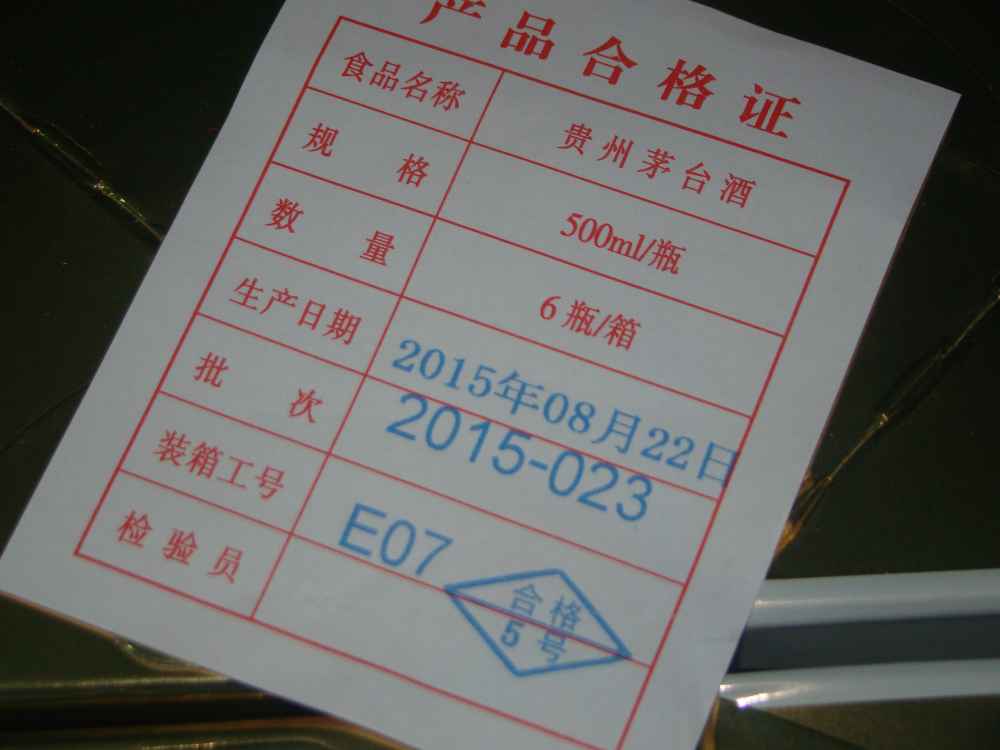 产品合格证
食品名称 贵州茅台酒
规格 500ml/瓶
数量 6瓶/箱
生产日期 2015年08月22日
批次 2015-023
装箱工号 E07
检验员
合格
5号